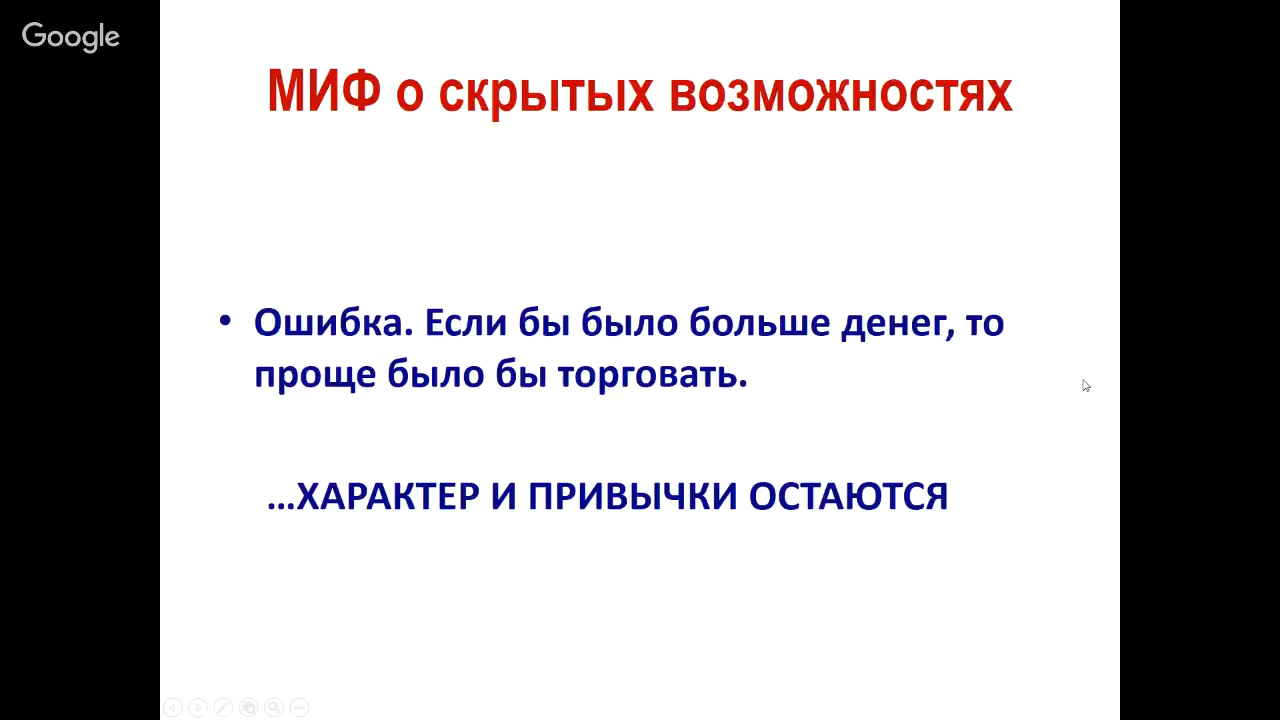 Google
МИФ о скрытых возможностях
• Ошибка. Если бы было больше денег, то
проще было бы торговать.
...ХАРАКТЕР И ПРИВЫЧКИ ОСТАЮТСЯ